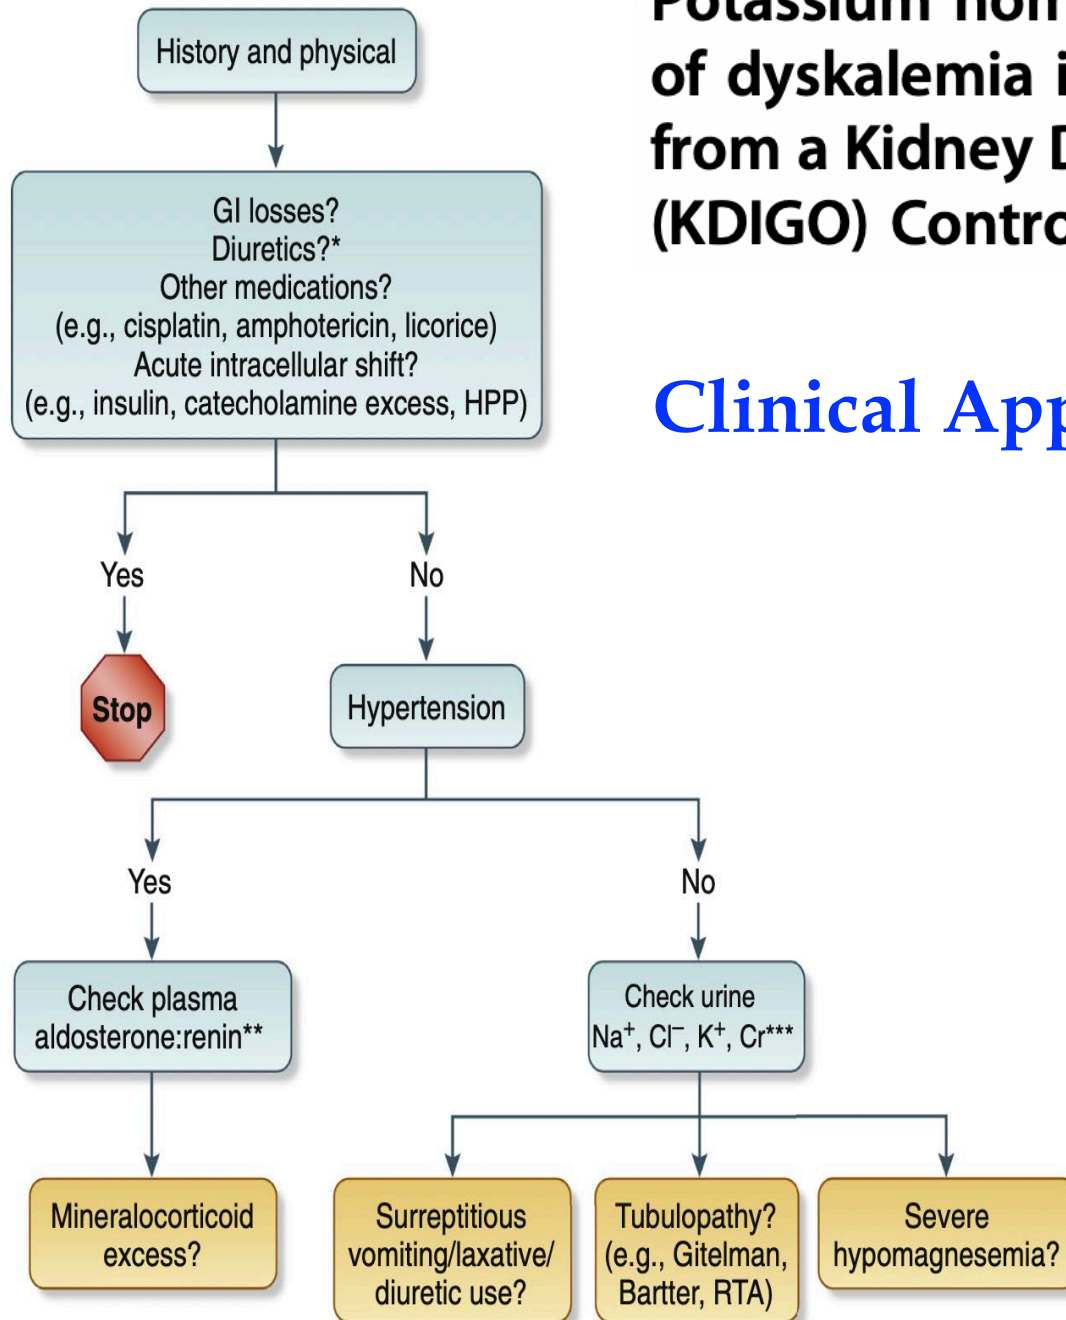 Potassium hom
of dyskalemia i
from a Kidney D
(KDIGO) Contro
Clinical App
History and physical
GI losses?
Diuretics?*
Other medications?
(e.g., cisplatin, amphotericin, licorice)
Acute intracellular shift?
(e.g., insulin, catecholamine excess, HPP)
Yes
No
Stop
Hypertension
Yes
No
Check plasma
aldosterone:renin**
Check urine
Na⁺, Cl⁻, K⁺, Cr***
Mineralocorticoid
excess?
Surreptitious
vomiting/laxative/
diuretic use?
Tubulopathy?
(e.g., Gitelman,
Bartter, RTA)
Severe
hypomagnesemia?